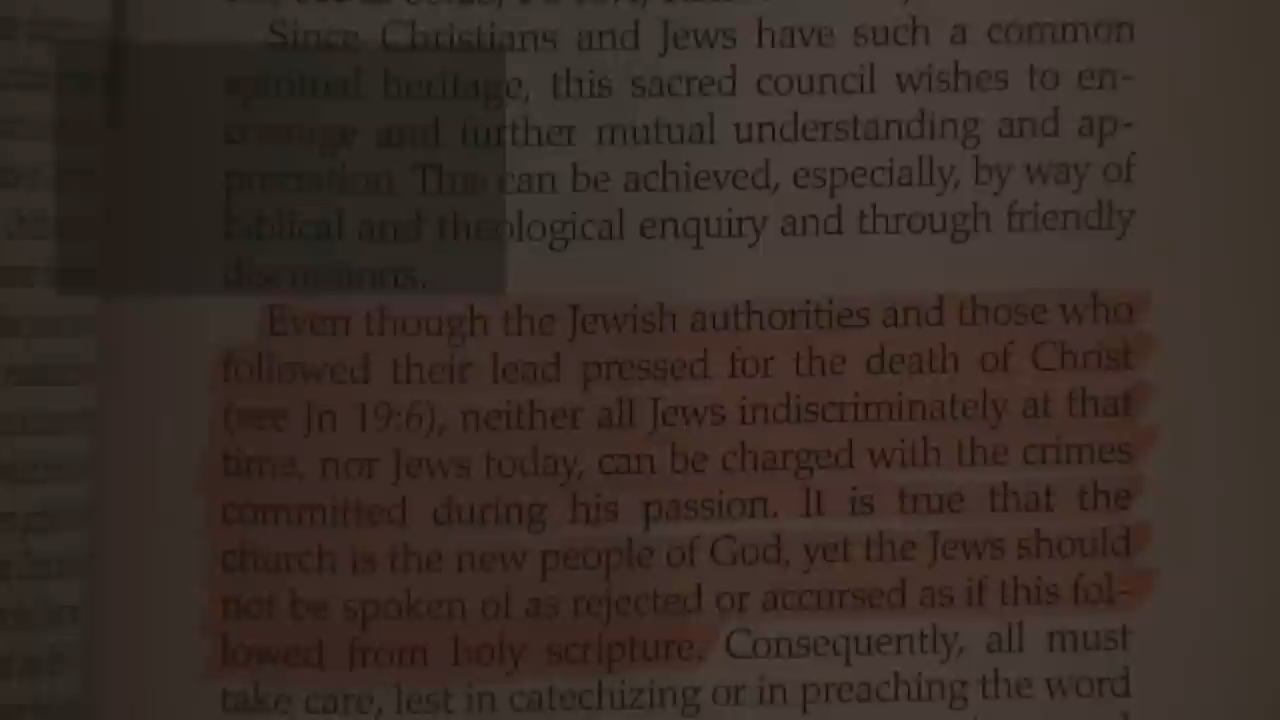 Since Christians and Jews have such a common
spiritual heritage, this sacred council wishes to en-
courage and further mutual understanding and ap-
preciation. This can be achieved, especially, by way of
biblical and theological enquiry and through friendly
discussions.
Even though the Jewish authorities and those who
followed their lead pressed for the death of Christ
(see Jn 19:6), neither all Jews indiscriminately at that
time, nor Jews today, can be charged with the crimes
committed during his passion. It is true that the
church is the new people of God, yet the Jews should
not be spoken of as rejected or accursed as if this fol-
lowed from holy scripture. Consequently, all must
take care, lest in catechizing or in preaching the word